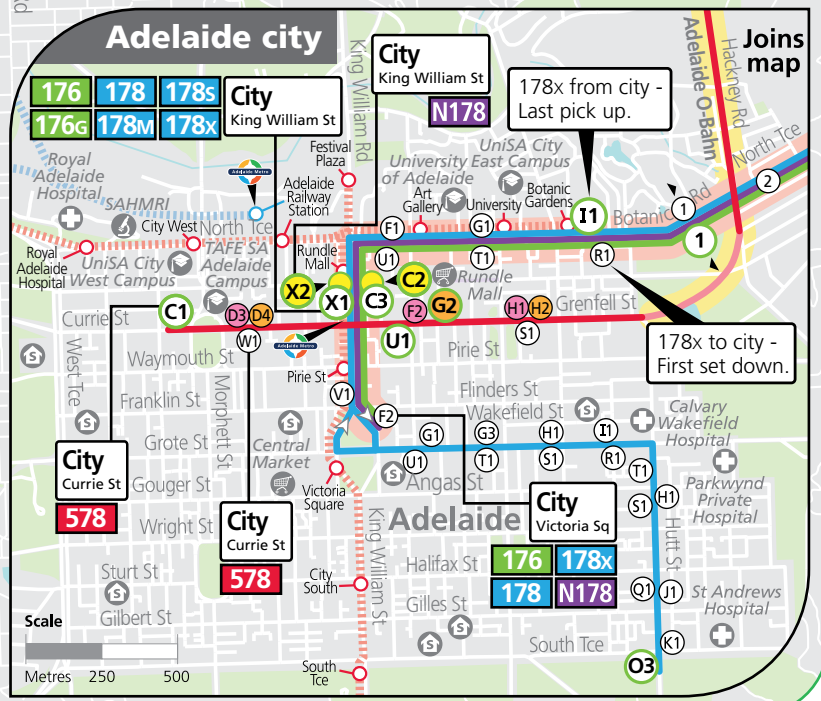 Adelaide city
176 178 178S
176G 178M 178X
City
King William St
City
King William St
N178
178x from city -
Last pick up.
Joins
map
King William Rd
Adelaide O-Bahn
Hackney Rd
North Tce
Festival
Plaza
University
of Adelaide
UniSA City
East Campus
Royal
Adelaide
Hospital
SAHMRI
Adelaide Metro
Adelaide
Railway
Station
Art
Gallery
University
Botanic
Gardens
I1
Botanic Rd
1
2
City West
North Tce
F1
G1
1
Royal
Adelaide
Hospital
UniSA City
West Campus
TAFE SA
Adelaide
Campus
Rundle
Mall
U1
T1
R1
X2
C2
Rundle
Mall
X1
C3
G2
F2
C1
D3
D4
H1
H2
Grenfell St
Currie St
W1
Adelaide Metro
U1
S1
178x to city -
First set down.
Waymouth St
Pirie St
Pirie St
West Tce
Morphett St
Franklin St
V1
Flinders St
Wakefield St
F2
Calvary
Wakefield
Hospital
Grote St
Central
Market
G1
G3
H1
I1
U1
T1
S1
R1
T1
City
Currie St
578
Gouger St
Victoria
Square
Angas St
Parkwynd
Private
Hospital
S1
H1
Wright St
City
Currie St
578
King William St
Adelaide
City
Victoria Sq
176 178X
178 N178
Hutt St
Sturt St
City
South
Halifax St
Gilbert St
Gilles St
Q1
J1
St Andrews
Hospital
Scale
Metres 250 500
South
Tce
South Tce
K1
O3